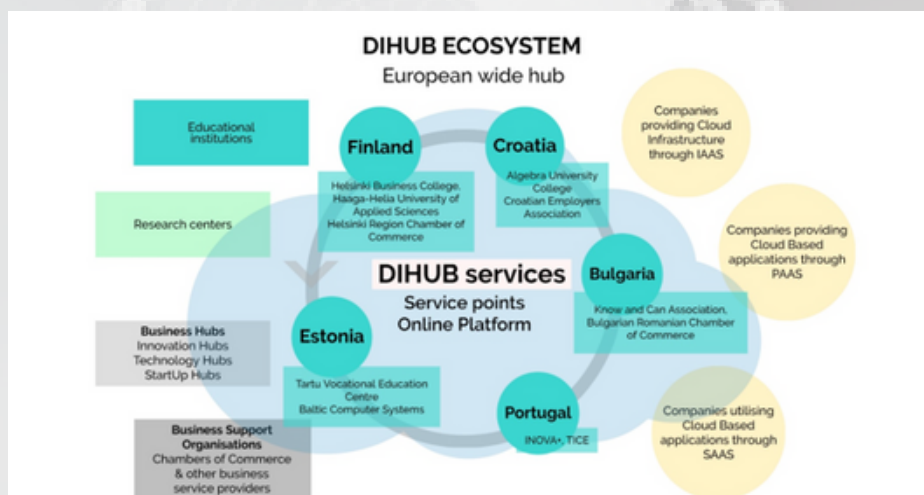 DIHUB ECOSYSTEM
European wide hub
Educational
institutions
Research centers
Business Hubs
Innovation Hubs
Technology Hubs
StartUp Hubs
Business Support
Organisations
Chambers of Commerce
& other business
service providers
Finland
Helsinki Business College,
Haaga-Helia University of
Applied Sciences
Helsinki Region Chamber of
Commerce
Croatia
Algebra University
College
Croatian Employers
Association
DIHUB services
Service points
Online Platform
Bulgaria
Know and Can Association,
Bulgarian Romanian Chamber
of Commerce
Estonia
Tartu Vocational Education
Centre
Baltic Computer Systems
Portugal
INOVA+, TICE
Companies
providing Cloud
Infrastructure
through IAAS
Companies providing
Cloud Based
applications through
PAAS
Companies utilising
Cloud Based
applications through
SAAS